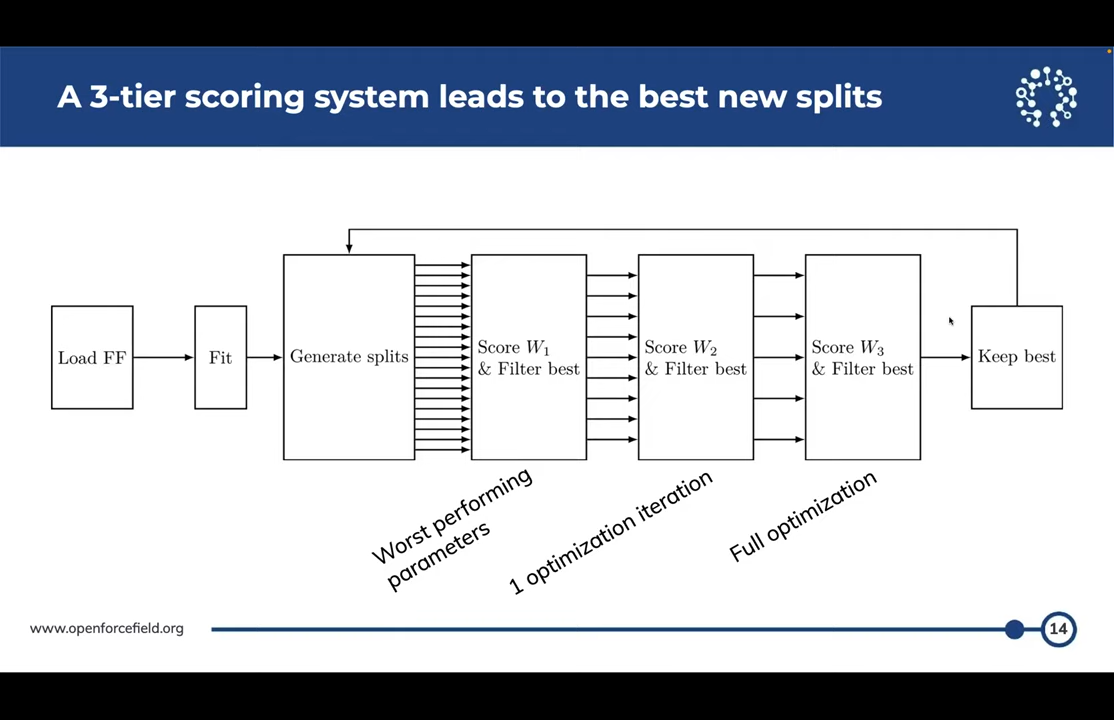 A 3-tier scoring system leads to the best new splits
Load FF
Fit
Generate splits
Score W₁
& Filter best
Score W₂
& Filter best
Score W₃
& Filter best
Keep best
Worst performing
parameters
1 optimization iteration
Full optimization
www.openforcefield.org
14